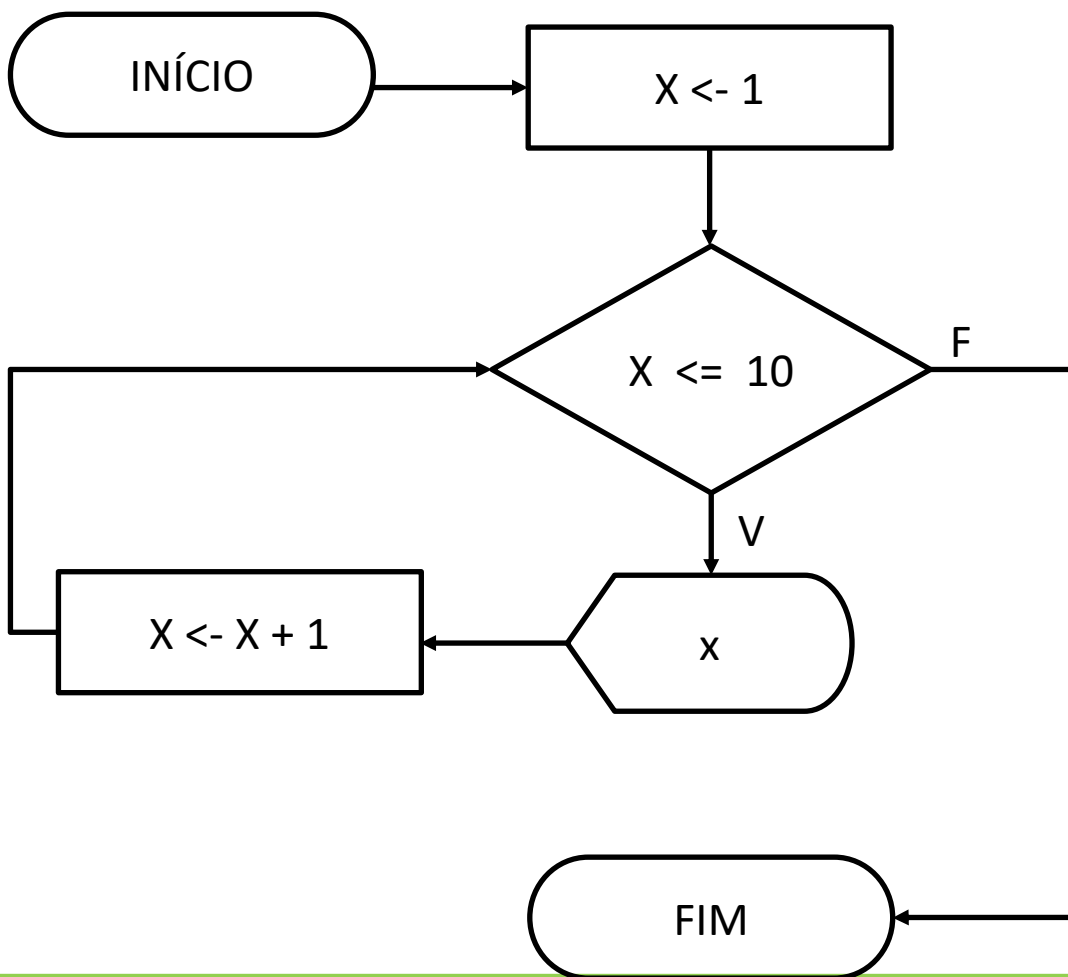 INÍCIO
X <- 1
X <= 10
F
V
x
X <- X + 1
FIM